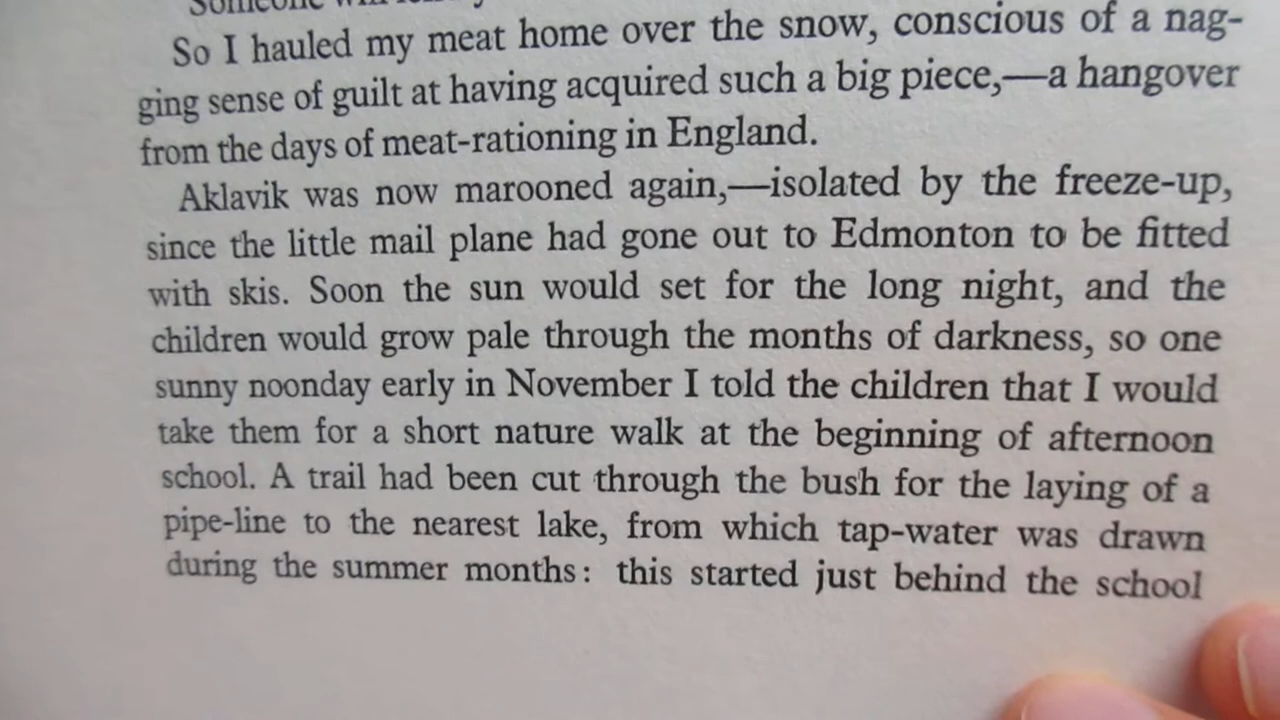 So I hauled my meat home over the snow, conscious of a nag-
ging sense of guilt at having acquired such a big piece,—a hangover
from the days of meat-rationing in England.
Aklavik was now marooned again,—isolated by the freeze-up,
since the little mail plane had gone out to Edmonton to be fitted
with skis. Soon the sun would set for the long night, and the
children would grow pale through the months of darkness, so one
sunny noonday early in November I told the children that I would
take them for a short nature walk at the beginning of afternoon
school. A trail had been cut through the bush for the laying of a
pipe-line to the nearest lake, from which tap-water was drawn
during the summer months: this started just behind the school